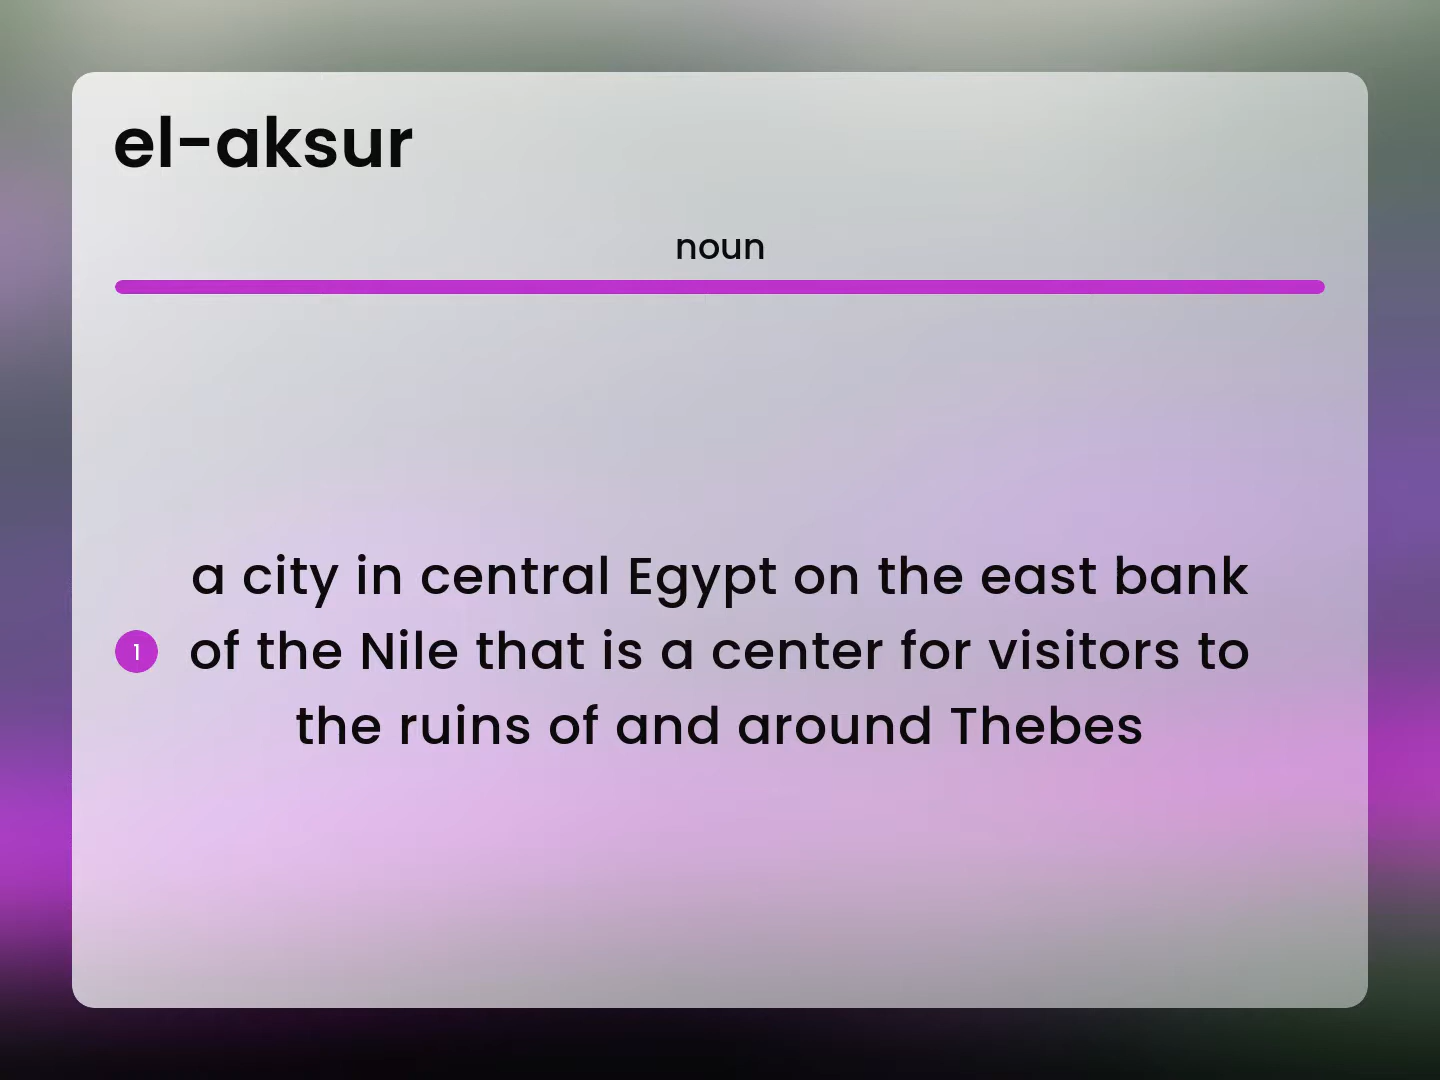 el-aksur
noun
1
a city in central Egypt on the east bank
of the Nile that is a center for visitors to
the ruins of and around Thebes